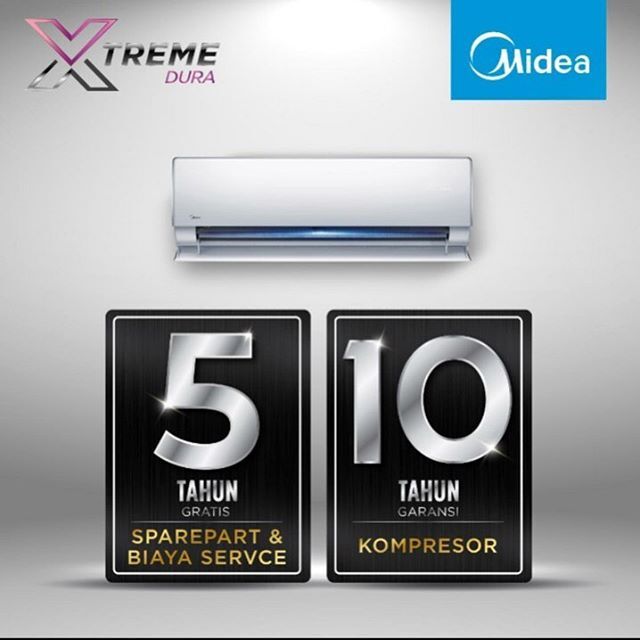 XTREME
DURA
Midea
5
TAHUN
GRATIS
SPAREPART &
BIAYA SERVCE
10
TAHUN
GARANSI
KOMPRESOR